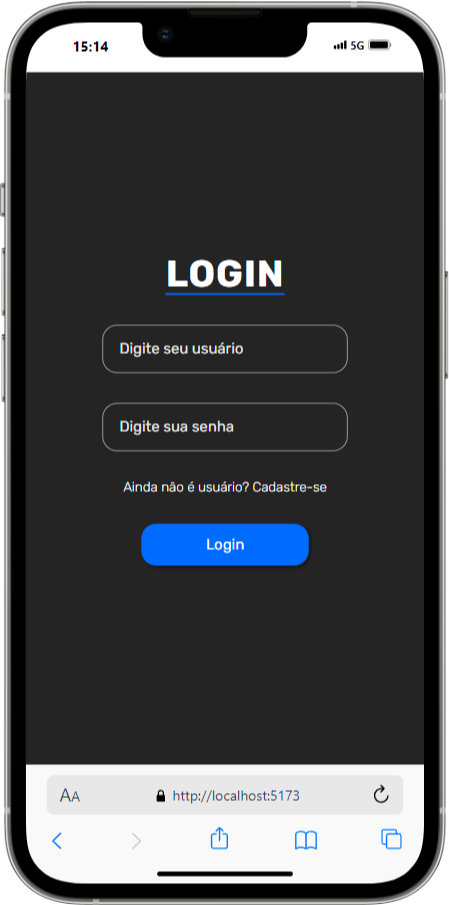 15:14
5G
LOGIN
Digite seu usuário
Digite sua senha
Ainda não é usuário? Cadastre-se
Login
AA
http://localhost:5173